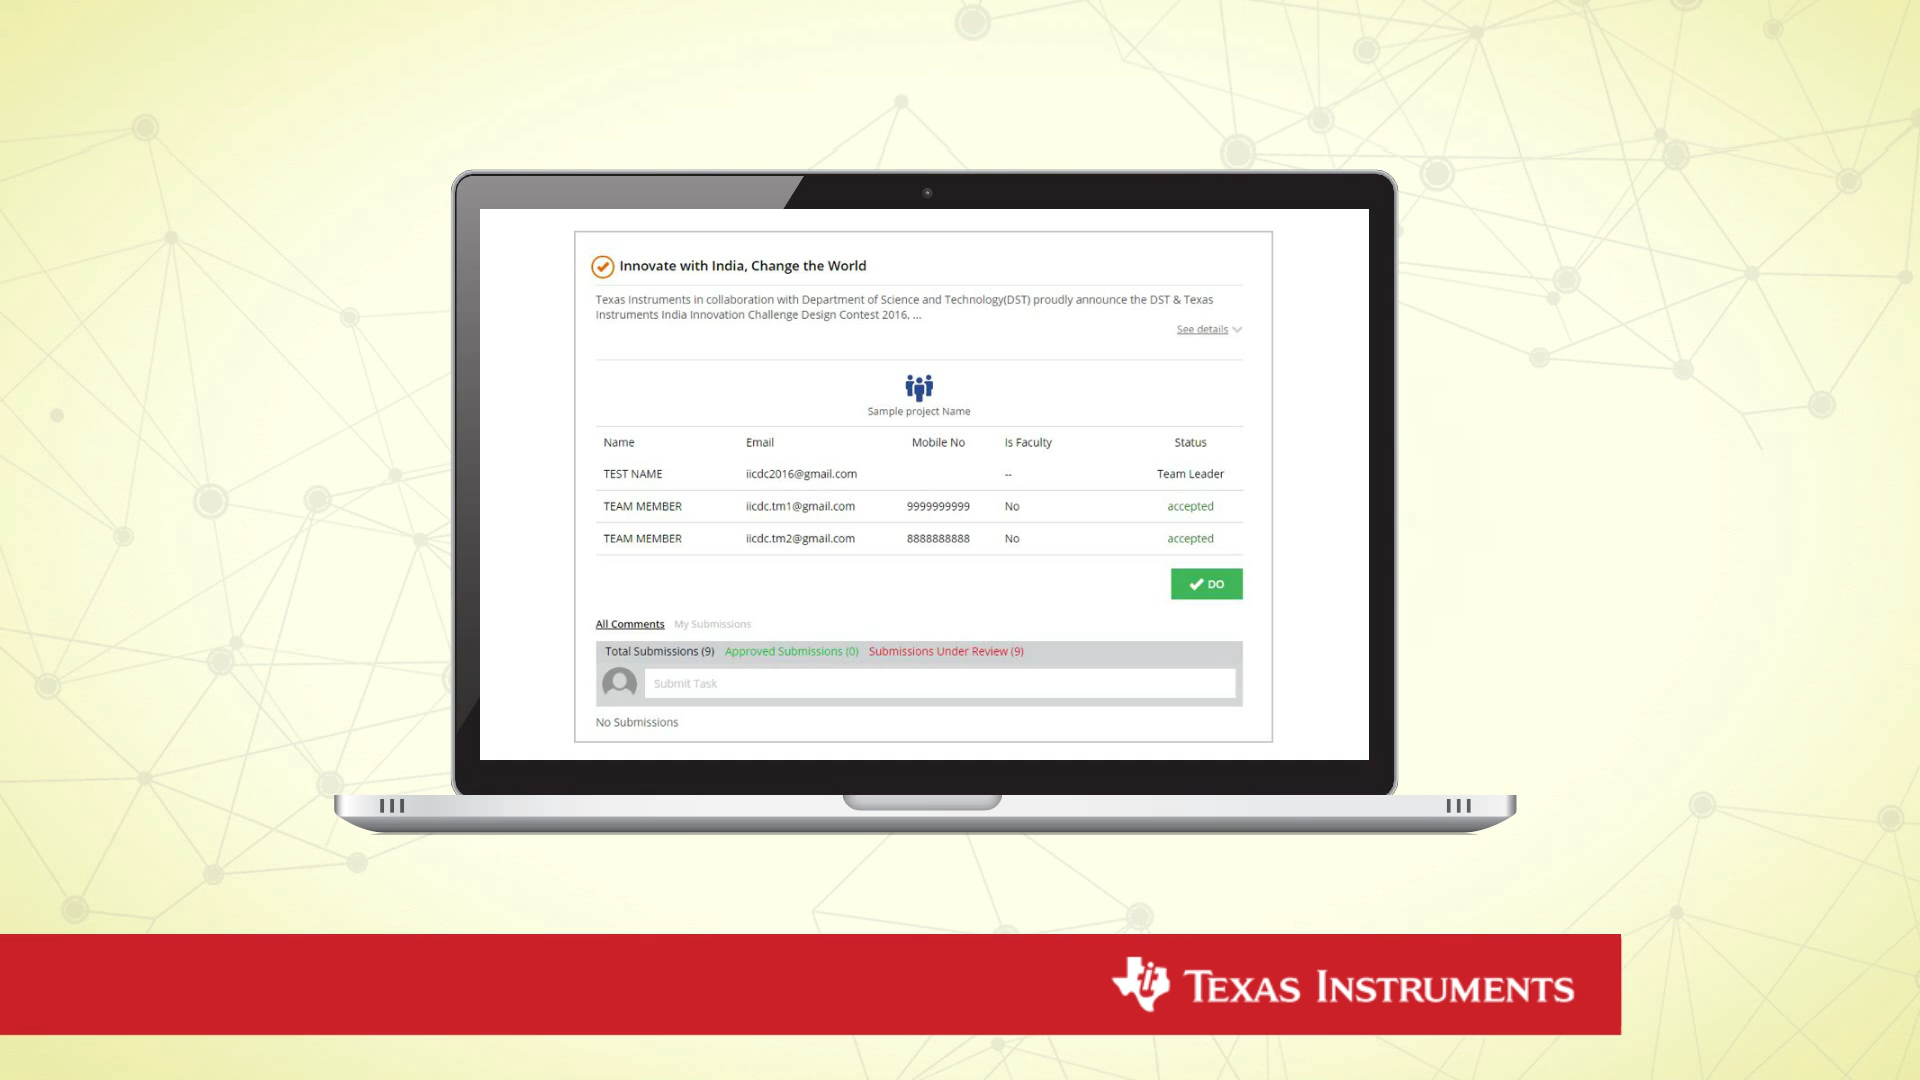 Innovate with India, Change the World
Texas Instruments in collaboration with Department of Science and Technology(DST) proudly announce the DST & Texas
Instruments India Innovation Challenge Design Contest 2016, ...
See details
Sample project Name
Name Email Mobile No Is Faculty Status
TEST NAME iicdc2016@gmail.com -- Team Leader
TEAM MEMBER iicdc.tm1@gmail.com 9999999999 No accepted
TEAM MEMBER iicdc.tm2@gmail.com 8888888888 No accepted
DO
All Comments My Submissions
Total Submissions (9) Approved Submissions (0) Submissions Under Review (9)
Submit Task
No Submissions
TEXAS INSTRUMENTS